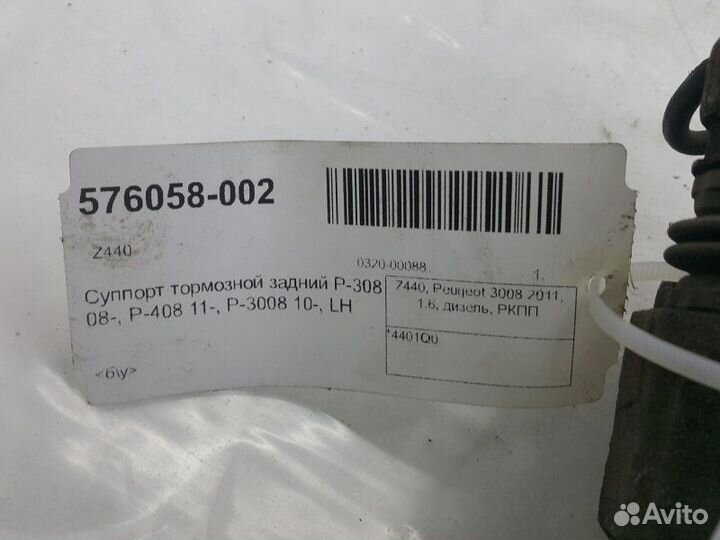 576058-002
Z440
0320-00088
1.
Суппорт тормозной задний P-308
08-, P-408 11-, P-3008 10-, LH
Z440, Peugeot 3008 2011,
1.6, дизель, РКПП
4401Q0
<б\у>
Avito